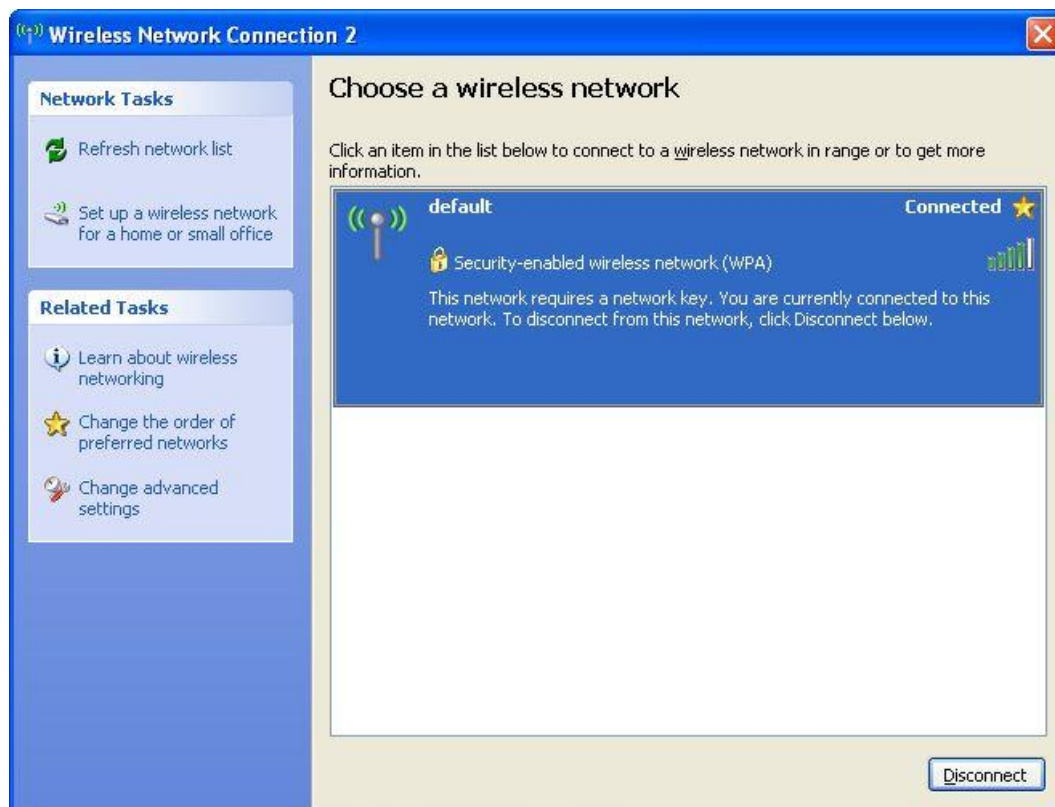 Wireless Network Connection 2
Network Tasks
Refresh network list
Set up a wireless network
for a home or small office
Related Tasks
Learn about wireless
networking
Change the order of
preferred networks
Change advanced
settings
Choose a wireless network
Click an item in the list below to connect to a wireless network in range or to get more
information.
default
Connected
Security-enabled wireless network (WPA)
This network requires a network key. You are currently connected to this
network. To disconnect from this network, click Disconnect below.
Disconnect